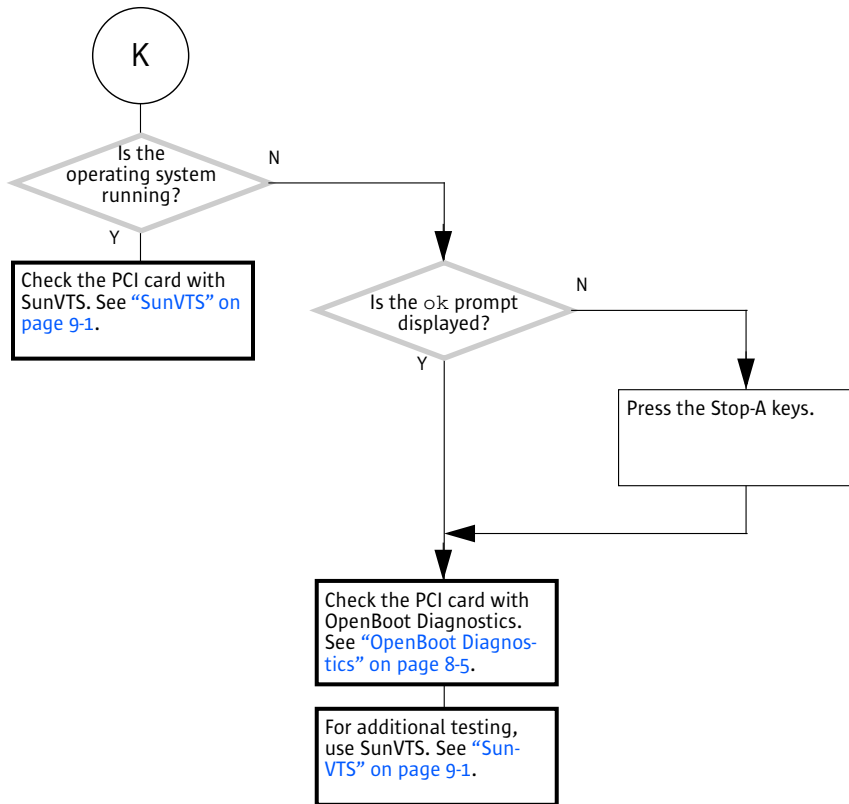 K
Is the
operating system
running?
N
Y
Check the PCI card with
SunVTS. See “SunVTS” on
page 9-1.
Is the ok prompt
displayed?
N
Y
Press the Stop-A keys.
Check the PCI card with
OpenBoot Diagnostics.
See “OpenBoot Diagnos-
tics” on page 8-5.
For additional testing,
use SunVTS. See “Sun-
VTS” on page 9-1.